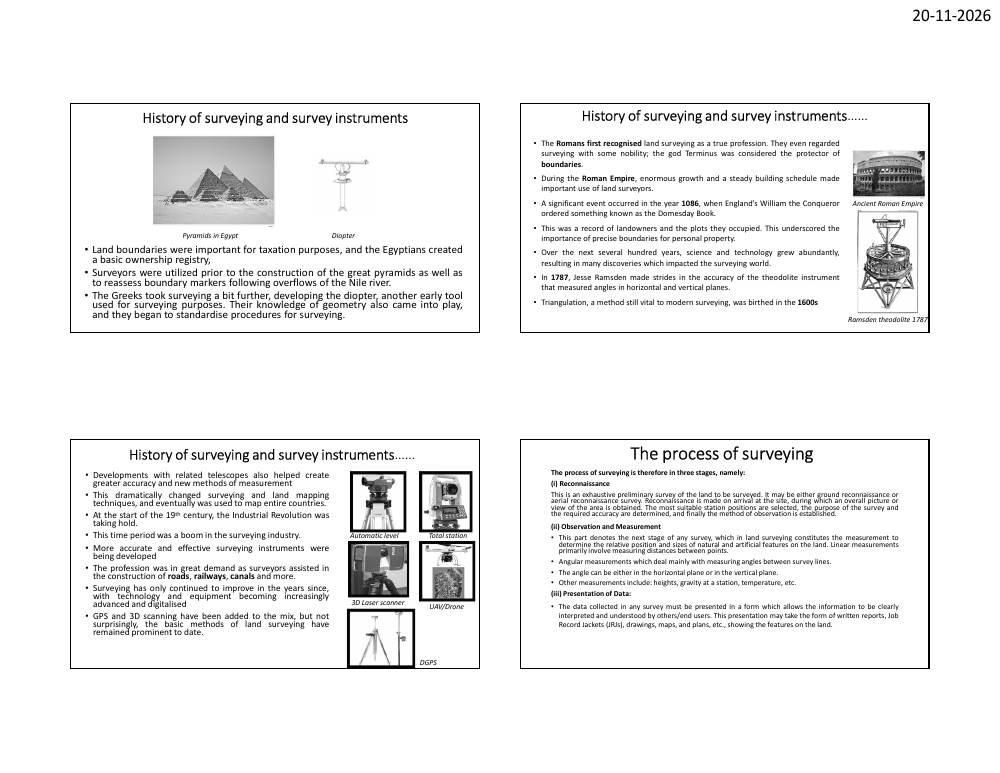 20-11-2026
History of surveying and survey instruments
Pyramids in Egypt
Diopter
• Land boundaries were important for taxation purposes, and the Egyptians created
a basic ownership registry,
• Surveyors were utilized prior to the construction of the great pyramids as well as
to reassess boundary markers following overflows of the Nile river.
• The Greeks took surveying a bit further, developing the diopter, another early tool
used for surveying purposes. Their knowledge of geometry also came into play,
and they began to standardise procedures for surveying.
History of surveying and survey instruments......
• The Romans first recognised land surveying as a true profession. They even regarded
surveying with some nobility; the god Terminus was considered the protector of
boundaries.
• During the Roman Empire, enormous growth and a steady building schedule made
important use of land surveyors.
• A significant event occurred in the year 1086, when England's William the Conqueror
ordered something known as the Domesday Book.
• This was a record of landowners and the plots they occupied. This underscored the
importance of precise boundaries for personal property.
• Over the next several hundred years, science and technology grew abundantly,
resulting in many discoveries which impacted the surveying world.
• In 1787, Jesse Ramsden made strides in the accuracy of the theodolite instrument
that measured angles in horizontal and vertical planes.
• Triangulation, a method still vital to modern surveying, was birthed in the 1600s
Ancient Roman Empire
Ramsden theodolite 1787
History of surveying and survey instruments......
• Developments with related telescopes also helped create
greater accuracy and new methods of measurement
• This dramatically changed surveying and land mapping
techniques, and eventually was used to map entire countries.
• At the start of the 19th century, the Industrial Revolution was
taking hold.
• This time period was a boom in the surveying industry.
• More accurate and effective surveying instruments were
being developed
• The profession was in great demand as surveyors assisted in
the construction of roads, railways, canals and more.
• Surveying has only continued to improve in the years since,
with technology and equipment becoming increasingly
advanced and digitalised
• GPS and 3D scanning have been added to the mix, but not
surprisingly, the basic methods of land surveying have
remained prominent to date.
Automatic level
Total station
3D Laser scanner
UAV/Drone
DGPS
The process of surveying
The process of surveying is therefore in three stages, namely:
(i) Reconnaissance
This is an exhaustive preliminary survey of the land to be surveyed. It may be either ground reconnaissance or
aerial reconnaissance survey. Reconnaissance is made on arrival at the site, during which an overall picture or
view of the area is obtained. The most suitable station positions are selected, the purpose of the survey and
the required accuracy are determined, and finally the method of observation is established.
(ii) Observation and Measurement
• This part denotes the next stage of any survey, which in land surveying constitutes the measurement to
determine the relative position and sizes of natural and artificial features on the land. Linear measurements
primarily involve measuring distances between points.
• Angular measurements which deal mainly with measuring angles between survey lines.
• The angle can be either in the horizontal plane or in the vertical plane.
• Other measurements include: heights, gravity at a station, temperature, etc.
(iii) Presentation of Data:
• The data collected in any survey must be presented in a form which allows the information to be clearly
interpreted and understood by others/end users. This presentation may take the form of written reports, Job
Record Jackets (JRJs), drawings, maps, and plans, etc., showing the features on the land.